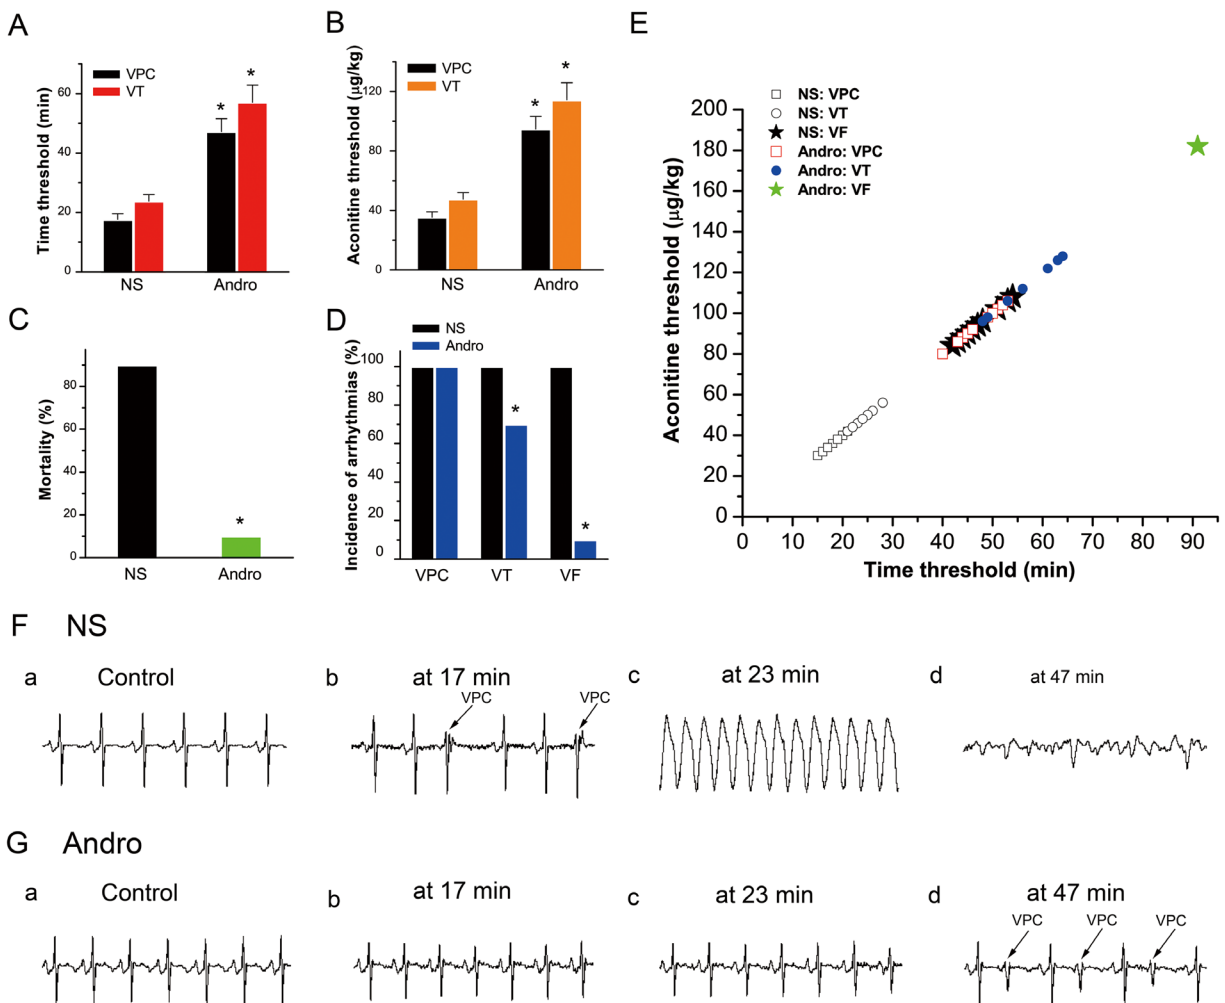 A
Time threshold (min)
VPC
VT
60
40
20
0
NS
Andro
*
*
B
Aconitine threshold (µg/kg)
VPC
VT
120
80
40
0
NS
Andro
*
*
C
Mortality (%)
80
60
40
20
0
NS
Andro
*
D
Incidence of arrhythmias (%)
NS
Andro
100
80
60
40
20
0
VPC
VT
VF
*
*
E
Aconitine threshold (µg/kg)
NS: VPC
NS: VT
NS: VF
Andro: VPC
Andro: VT
Andro: VF
200
180
160
140
120
100
80
60
40
20
0
0 10 20 30 40 50 60 70 80 90
Time threshold (min)
F NS
a Control
b at 17 min
VPC VPC
c at 23 min
d at 47 min
G Andro
a Control
b at 17 min
c at 23 min
d at 47 min
VPC VPC VPC